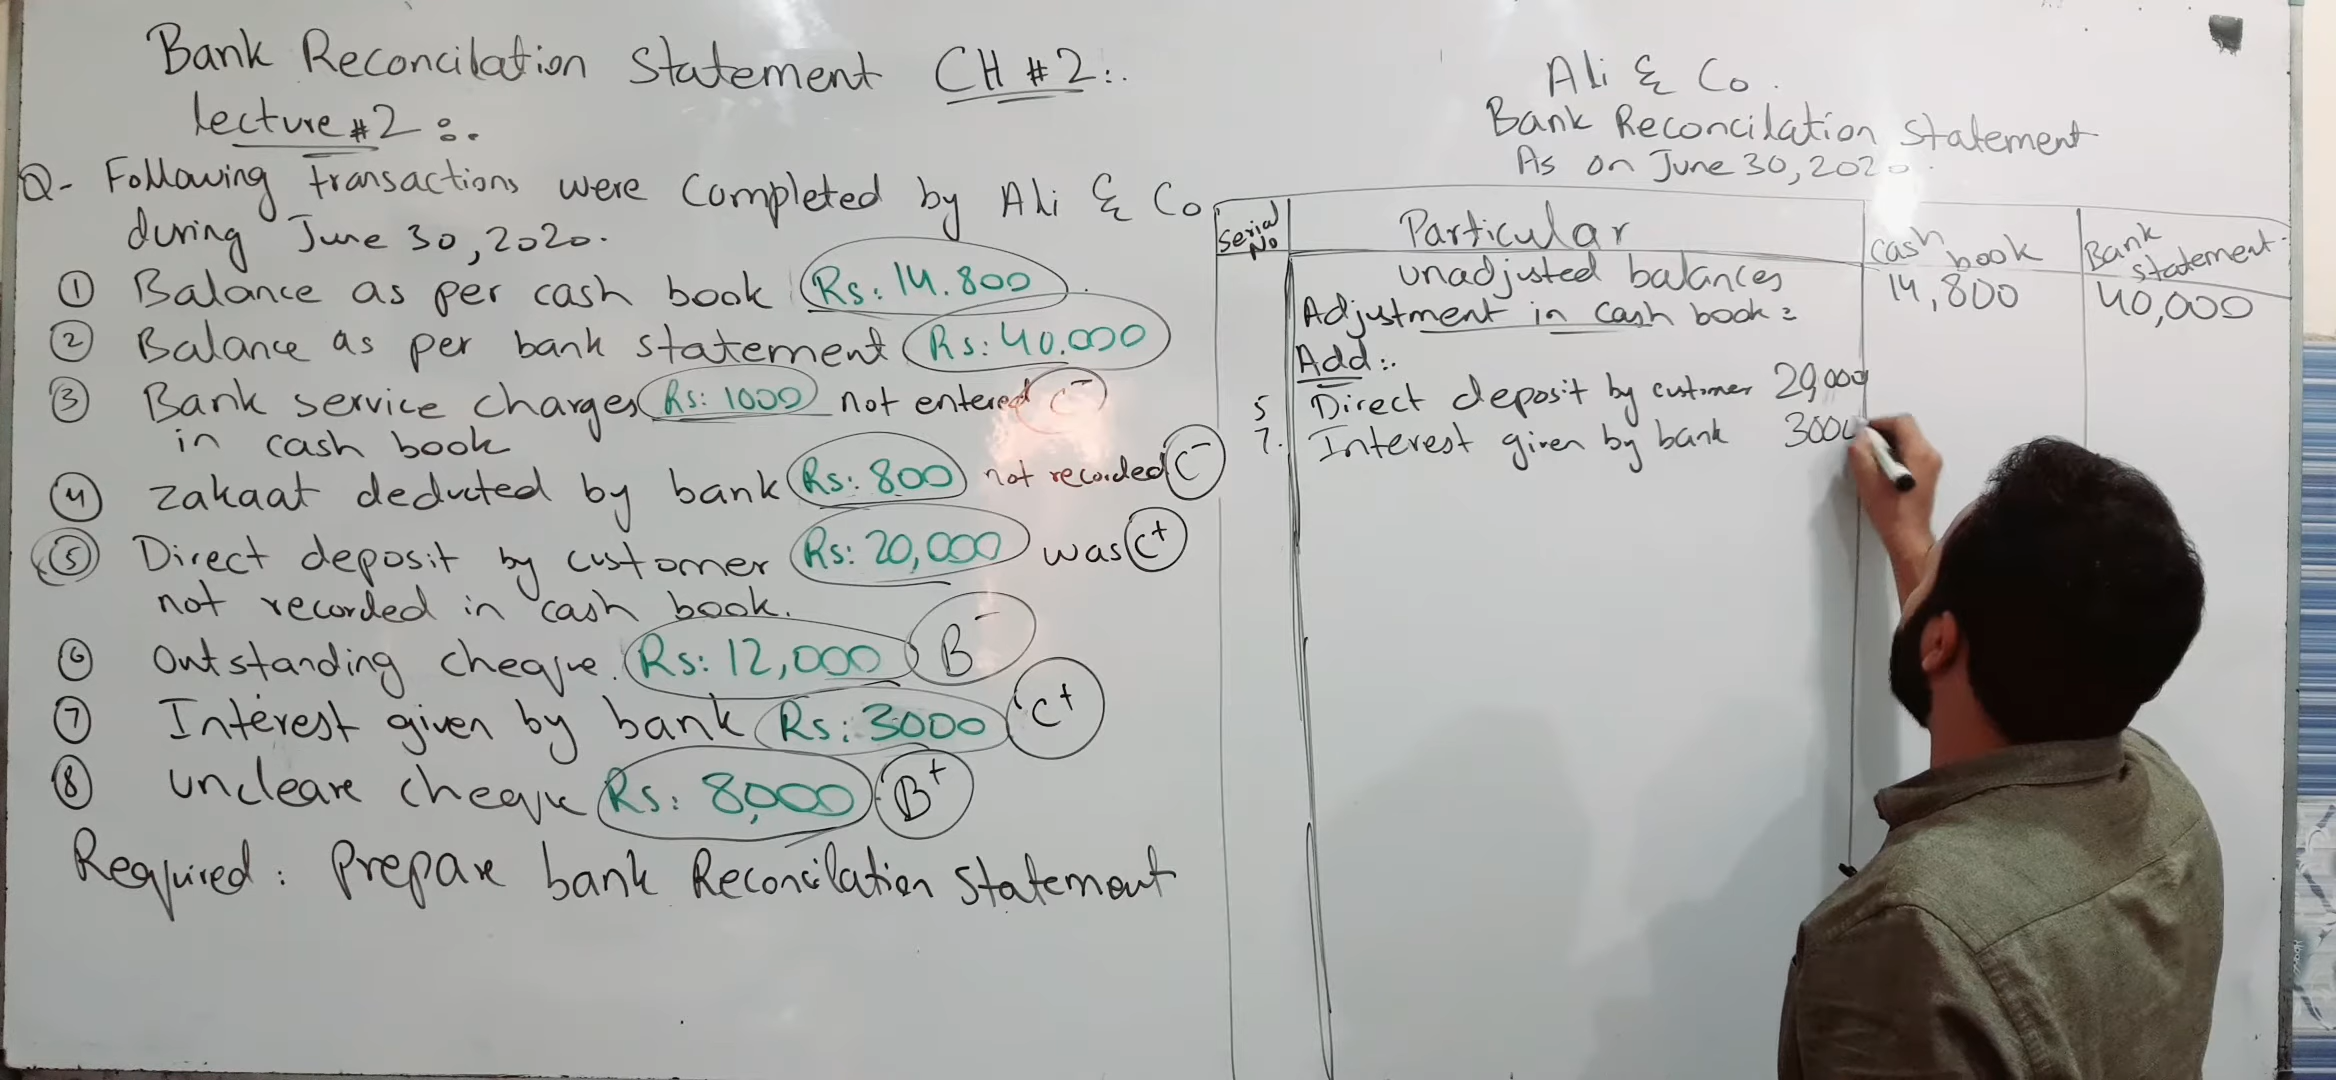 Bank Reconcilation Statement CH #2:.
lecture #2 :.
Q- Following transactions were completed by Ali & Co
during June 30, 2020.
① Balance as per cash book Rs: 14.800
② Balance as per bank statement Rs: 40.000
③ Bank service charges Rs: 1000 not entered C-
in cash book
④ zakaat deducted by bank Rs: 800 not recorded C-
⑤ Direct deposit by customer Rs: 20,000 was C+
not recorded in cash book.
⑥ Outstanding cheque. Rs: 12,000 B-
⑦ Interest given by bank Rs: 3000 C+
⑧ uncleare cheque Rs: 8,000 B+
Required: Prepare bank Reconcilation statement
Ali & Co.
Bank Reconcilation Statement
As on June 30, 2020.
Serial No Particular cash book Bank statement:
unadjusted balances 14,800 40,000
Adjustment in cash book:
Add:.
5 Direct deposit by customer 20,000
7. Interest given by bank 3000